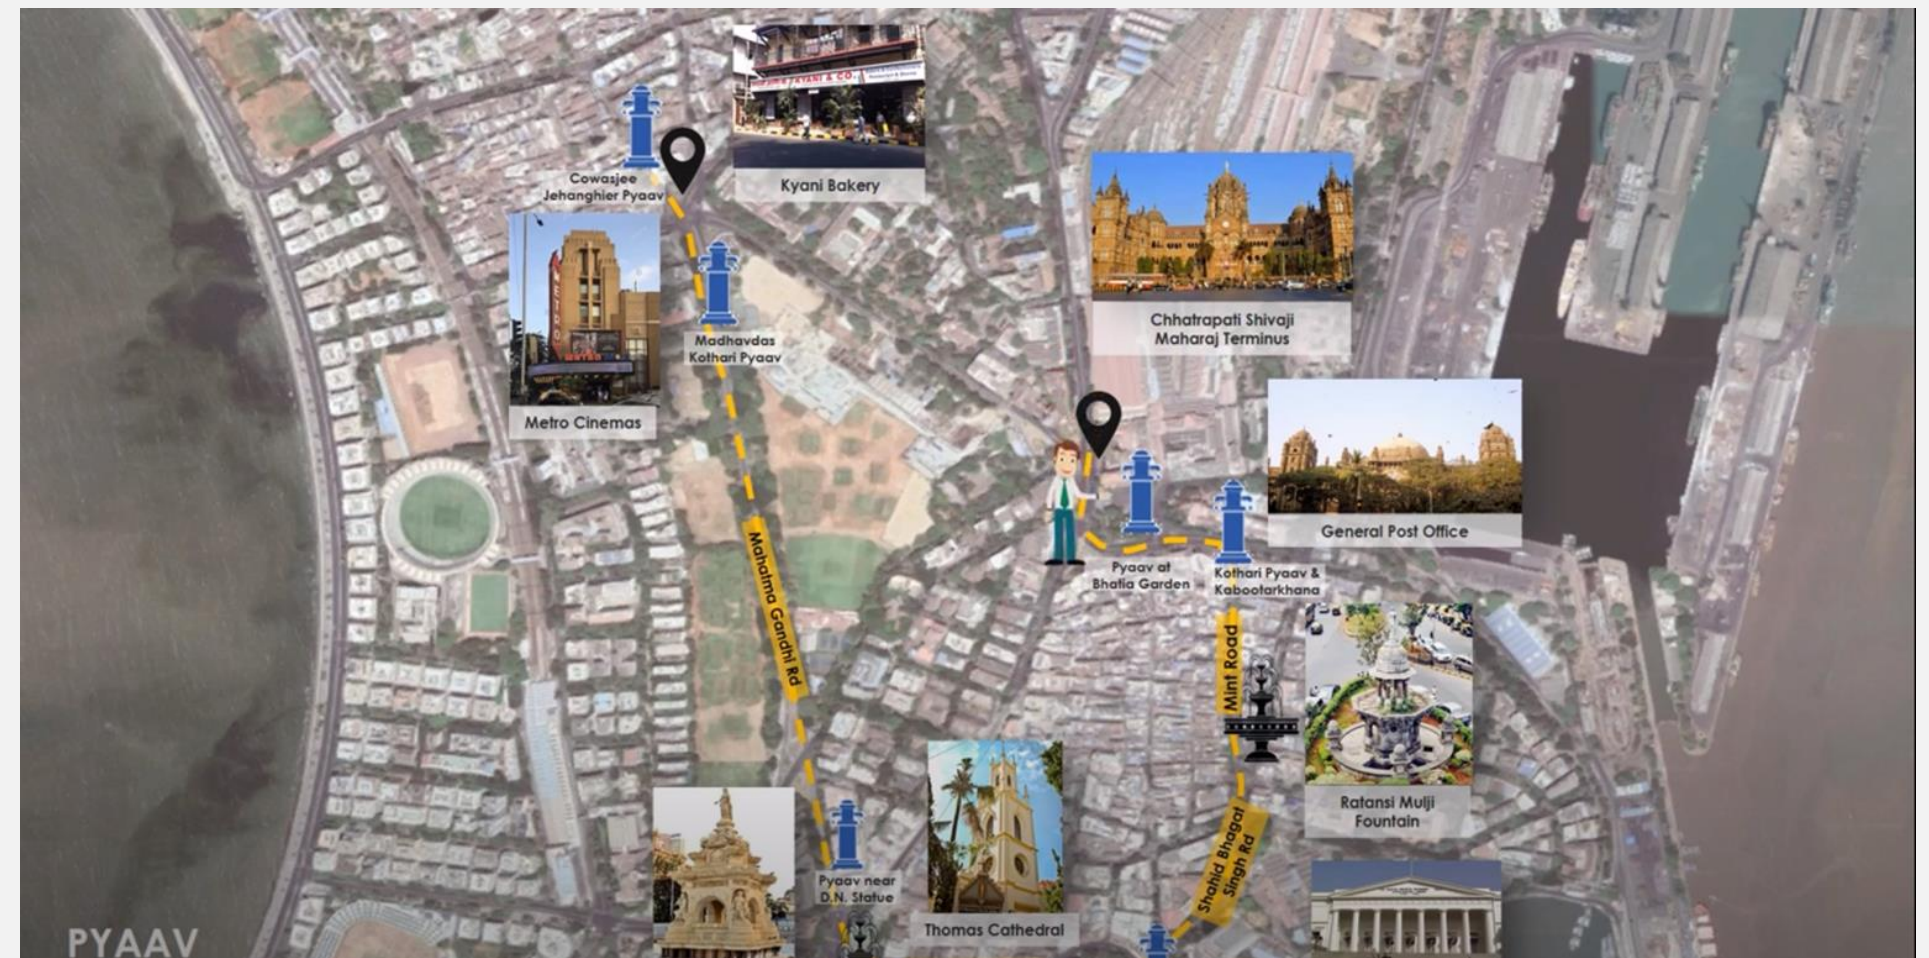 Kyani Bakery
Cowasjee
Jehanghier Pyaav
METRO
METRO
Metro Cinemas
Madhavdas
Kothari Pyaav
Chhatrapati Shivaji
Maharaj Terminus
General Post Office
Pyaav at
Bhatia Garden
Kothari Pyaav &
Kabootarkhana
Mahatma Gandhi Rd
Mint Road
Ratansi Mulji
Fountain
Shahid Bhagat
Singh Rd
Pyaav near
D.N. Statue
Thomas Cathedral
PYAAV